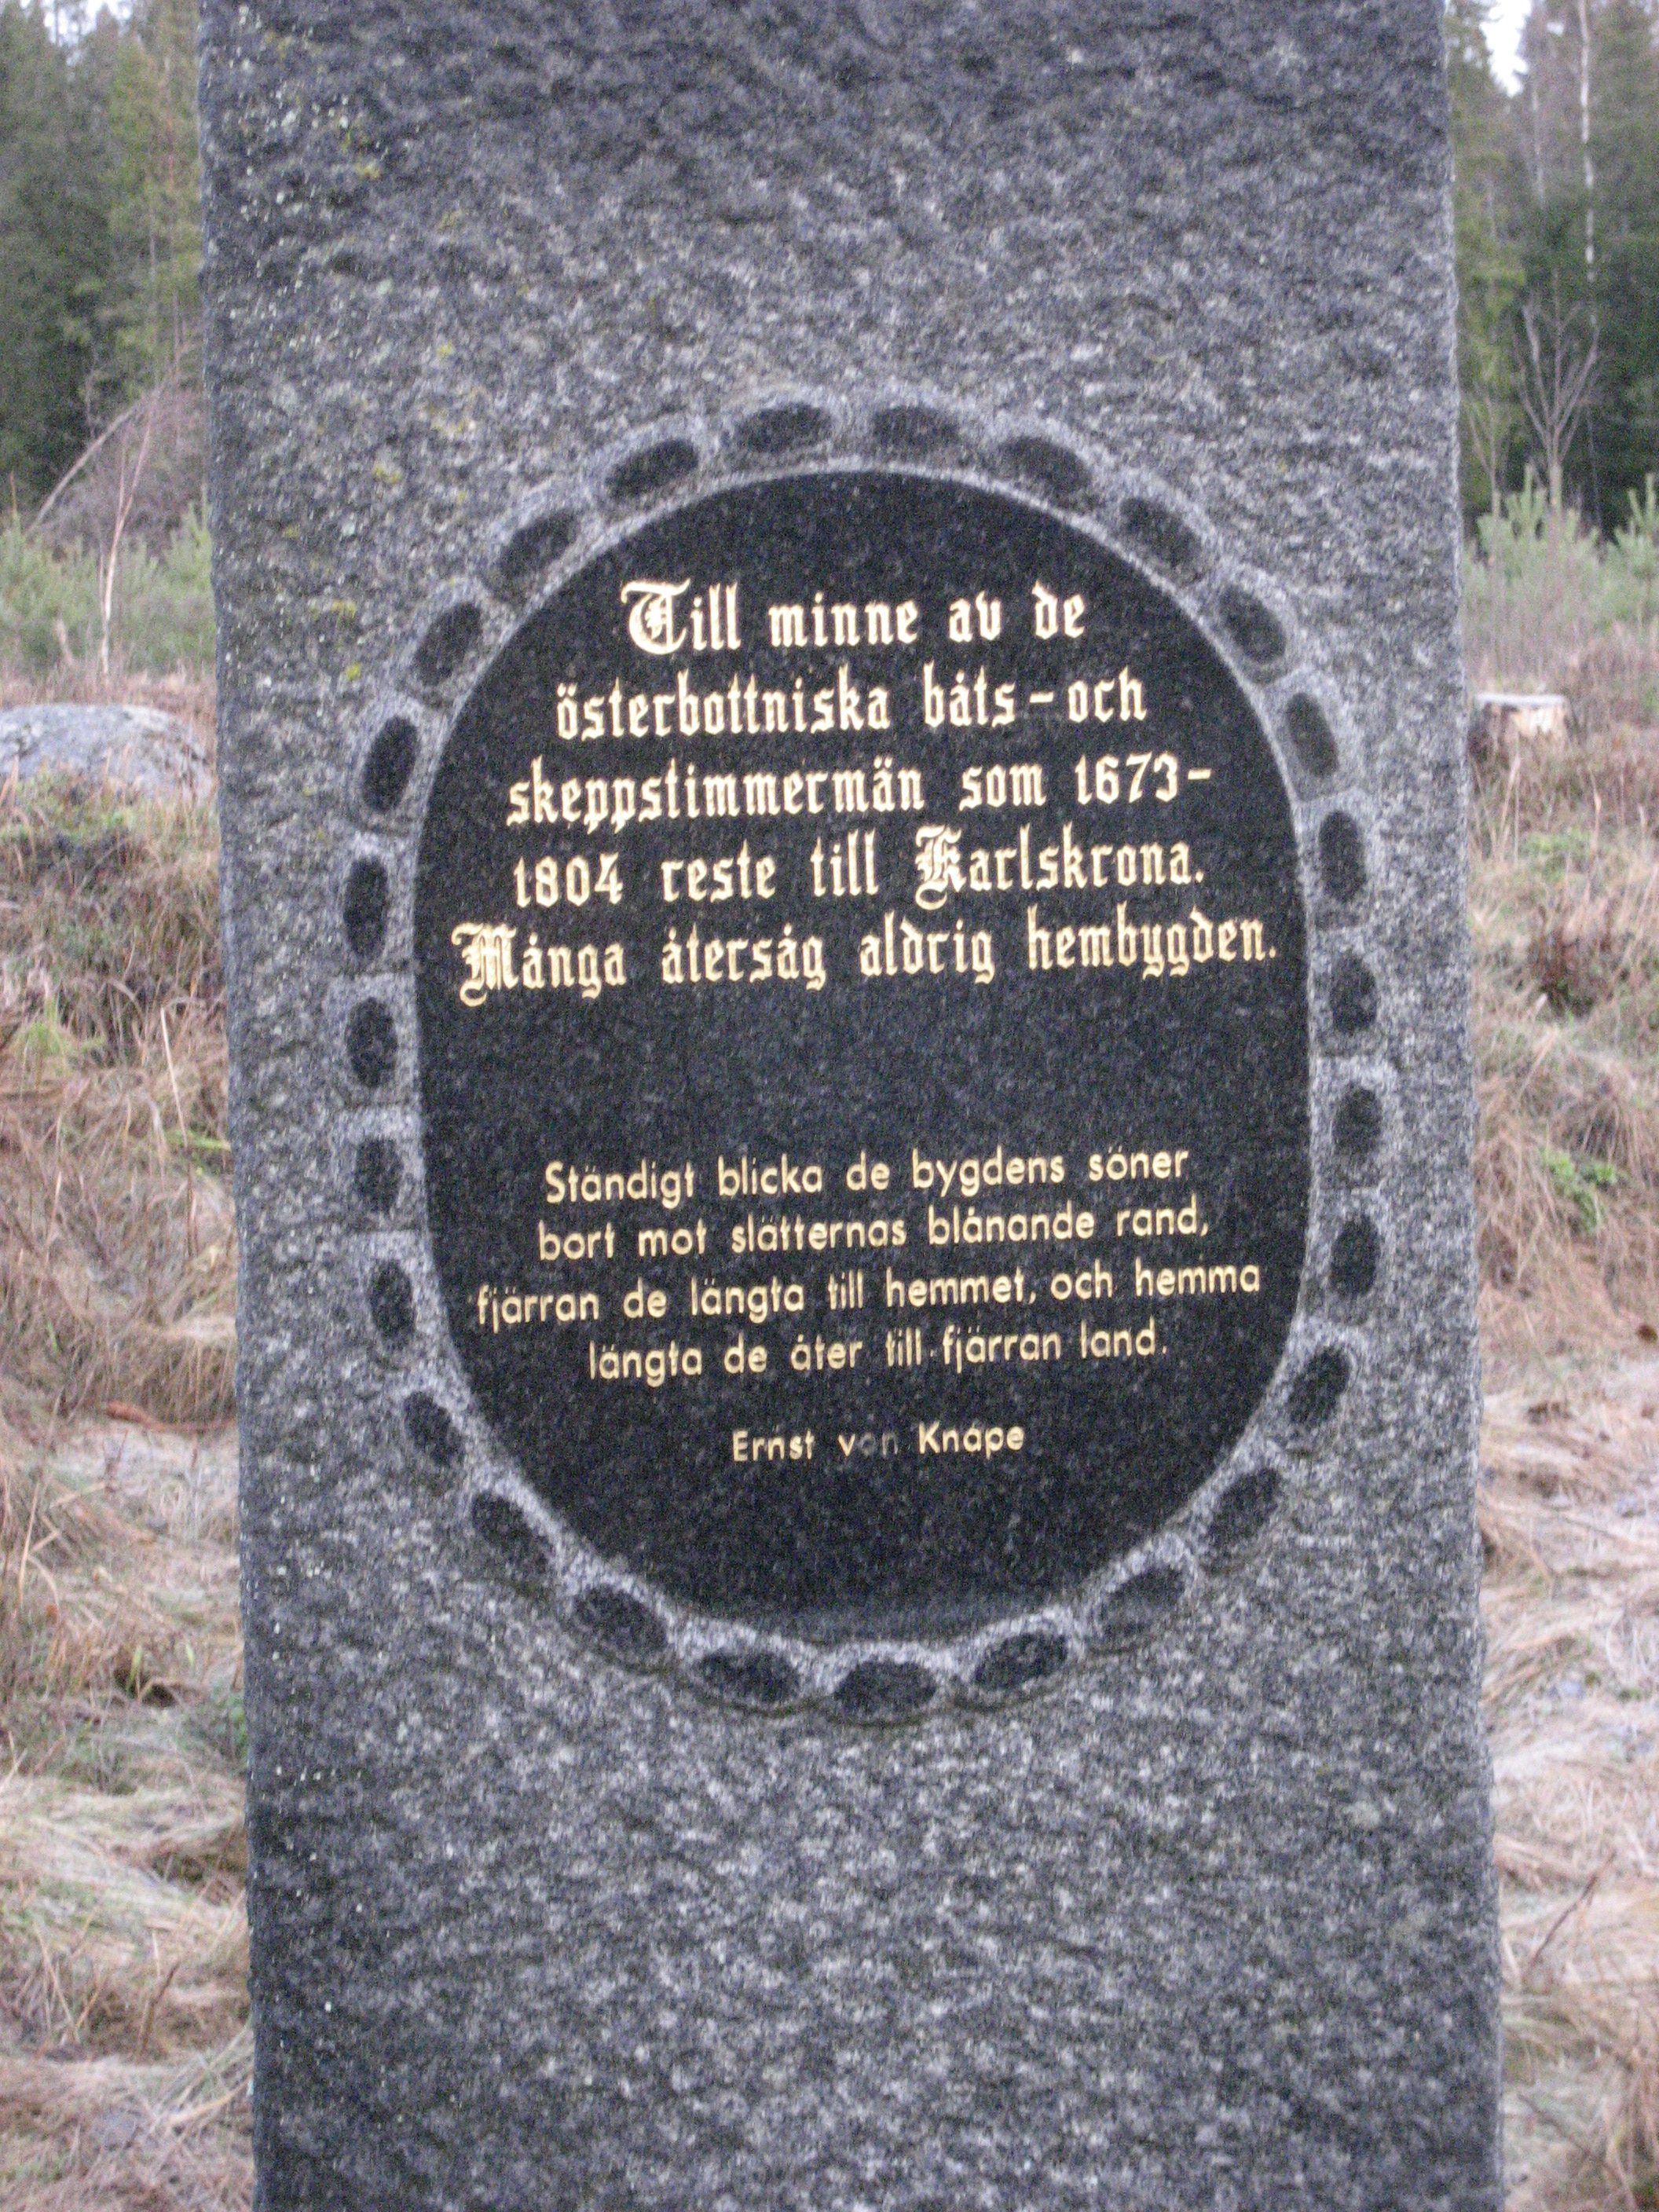 Till minne av de
österbottniska båts-och
skeppstimmermän som 1673-
1804 reste till Karlskrona.
Många återsåg aldrig hembygden.
Ständigt blicka de bygdens söner
bort mot slätternas blånande rand,
fjärran de längta till hemmet, och hemma
längta de åter till fjärran land.
Ernst von Knape